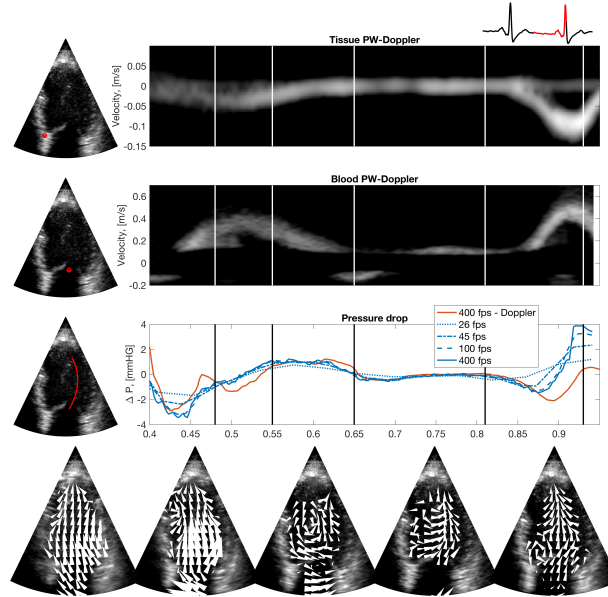 Tissue PW-Doppler
Velocity, [m/s]
0.05
0
-0.05
-0.1
-0.15
Blood PW-Doppler
Velocity, [m/s]
0.6
0.4
0.2
0
-0.2
Pressure drop
400 fps - Doppler
26 fps
45 fps
100 fps
400 fps
Δ P, [mmHG]
4
2
0
-2
-4
0.4 0.45 0.5 0.55 0.6 0.65 0.7 0.75 0.8 0.85 0.9